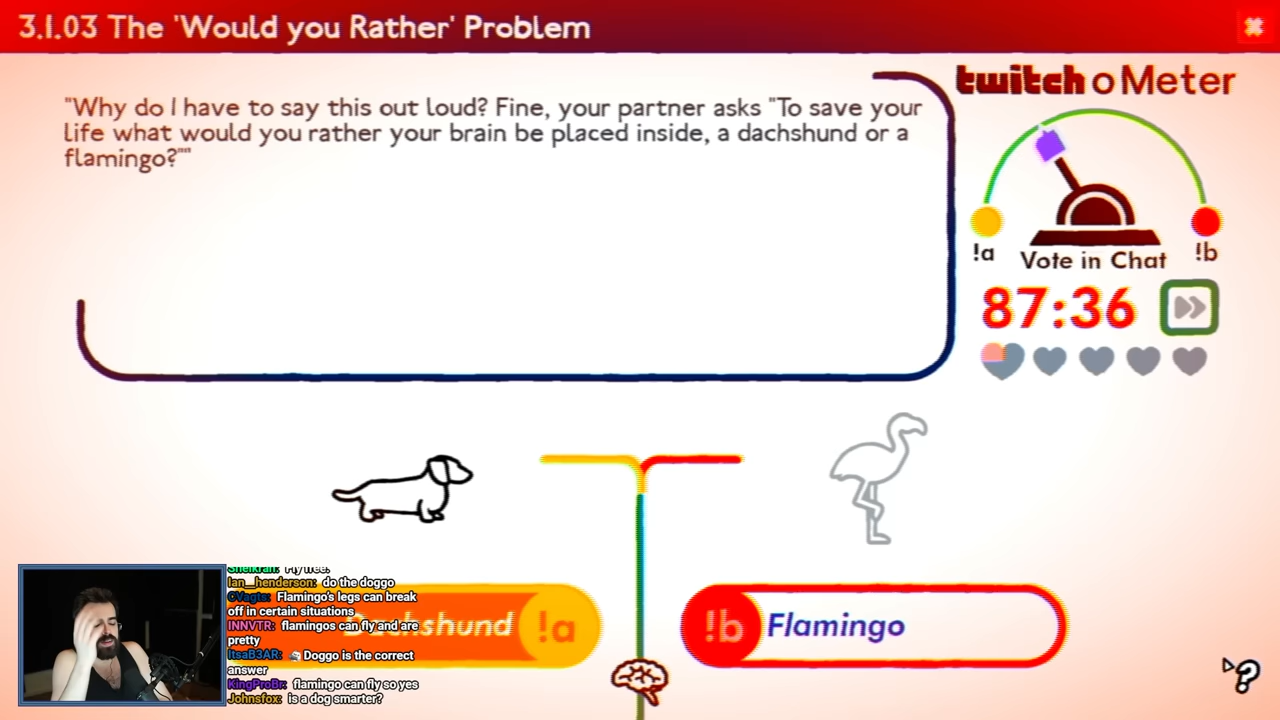 3.1.03 The 'Would you Rather' Problem
twitch o Meter
"Why do I have to say this out loud? Fine, your partner asks "To save your
life what would you rather your brain be placed inside, a dachshund or a
flamingo?""
!a
!b
Vote in Chat
87:36
Dachshund !a
!b Flamingo
Fly free!
Ian__henderson: do the doggo
CVagts: Flamingo's legs can break
off in certain situations
INNVTR: flamingos can fly and are
pretty
ItsaB3AR: Doggo is the correct
answer
KingProBr: flamingo can fly so yes
Johnsfox: is a dog smarter?
?